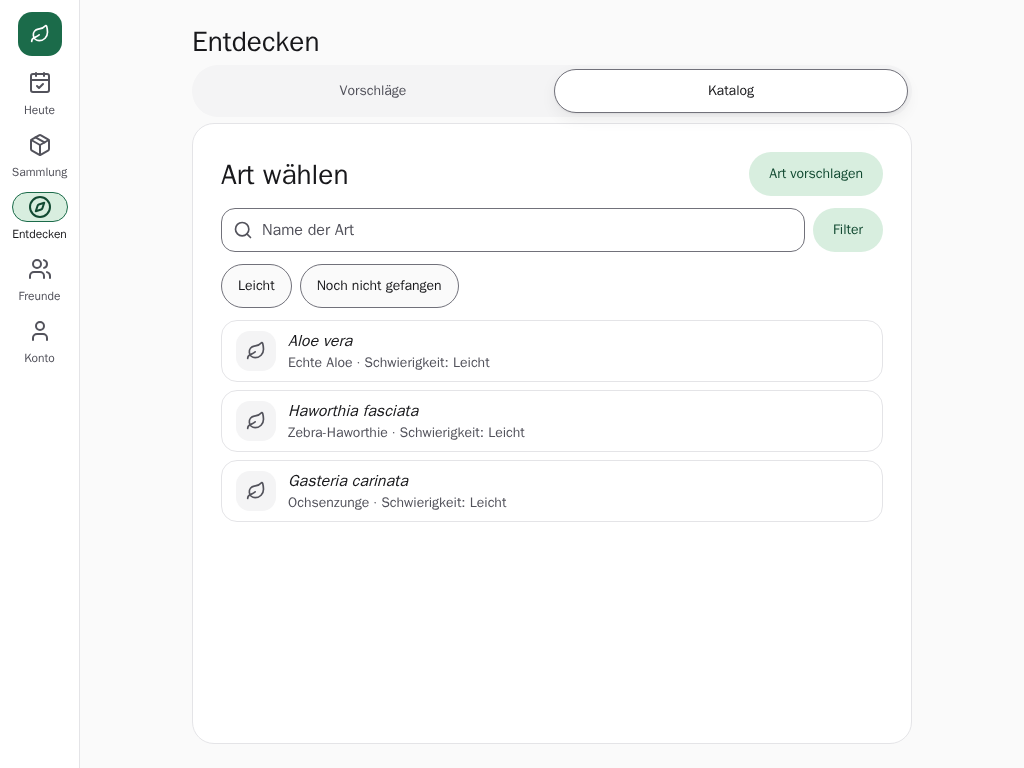 Heute
Sammlung
Entdecken
Freunde
Konto
Entdecken
Vorschläge
Katalog
Art wählen
Art vorschlagen
Name der Art
Filter
Leicht
Noch nicht gefangen
Aloe vera
Echte Aloe · Schwierigkeit: Leicht
Haworthia fasciata
Zebra-Haworthie · Schwierigkeit: Leicht
Gasteria carinata
Ochsenzunge · Schwierigkeit: Leicht